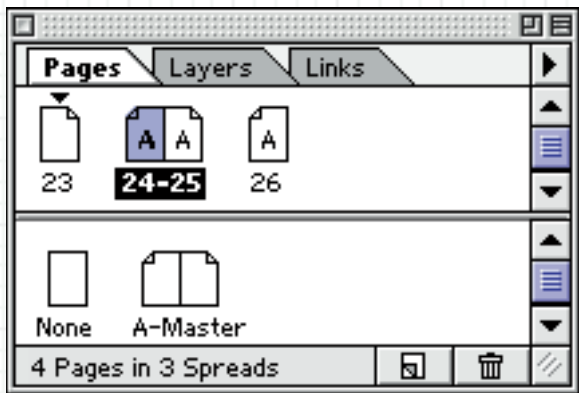 Pages Layers Links
A A A
23 24-25 26
None A-Master
4 Pages in 3 Spreads